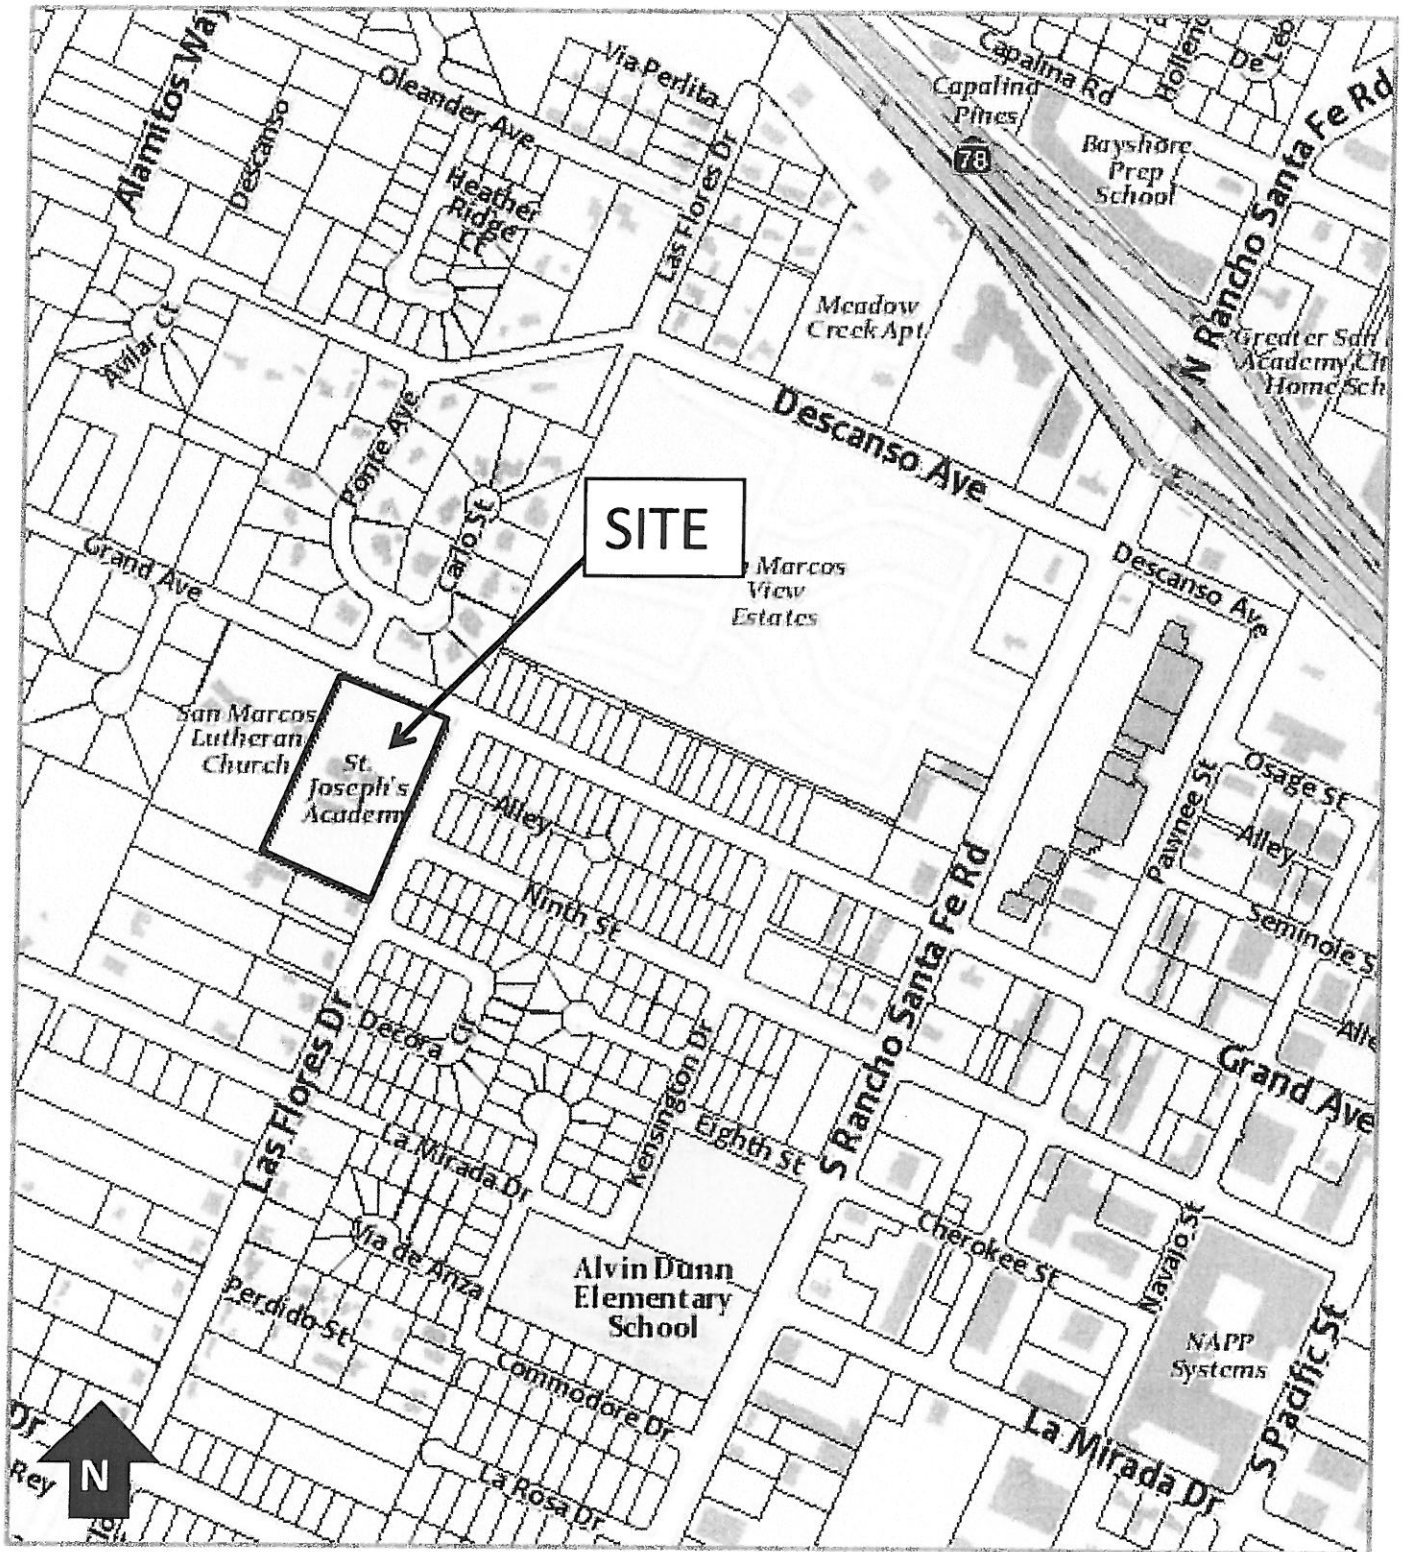 Alamitos Way
Descanso
Oleander Ave
Via Perlita
Capalina Rd
De
Capalina
Pines
78
Bayshore
Prep
School
N Rancho Santa Fe Rd
Heather
Ridge
Ct
Las Flores Dr
Meadow
Creek Apt
Greater San
Academy Ch
Home Sch
Avilar Ct
Ponte Ave
Descanso Ave
Carlo St
SITE
Grand Ave
Marcos
View
Estates
Descanso Ave
San Marcos
Lutheran
Church
St.
Joseph's
Academy
Alley
Ninth St
Pawnee St
Osage St
Alley
Seminole S
Alle
Las Flores Dr
Decora Cir
Kensington Dr
S Rancho Santa Fe Rd
Grand Ave
Eighth St
La Mirada Dr
Via de Anza
Perdido St
Alvin Dunn
Elementary
School
Cherokee St
Navajo St
NAPP
Systems
S Pacific St
Commodore Dr
La Mirada Dr
La Rosa Dr
Dr
Rey
N